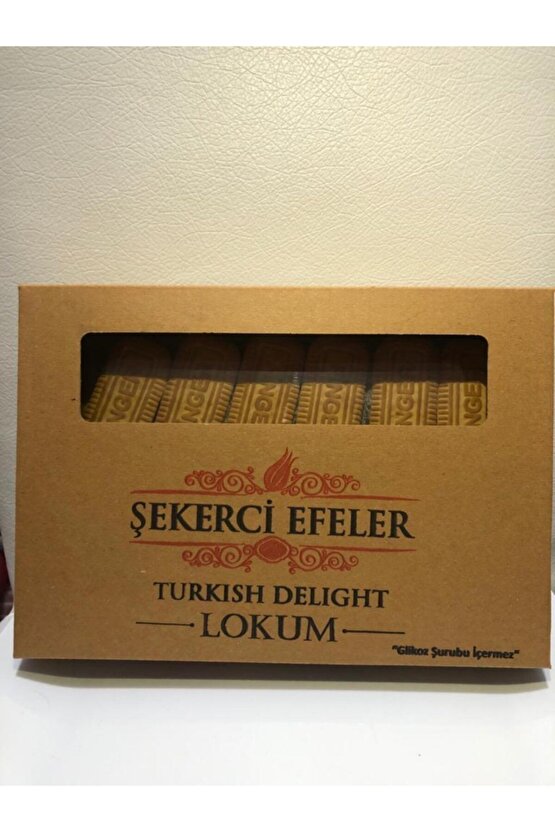 ŞEKERCİ EFELER
TURKISH DELIGHT
LOKUM
"Glikoz Şurubu İçermez"